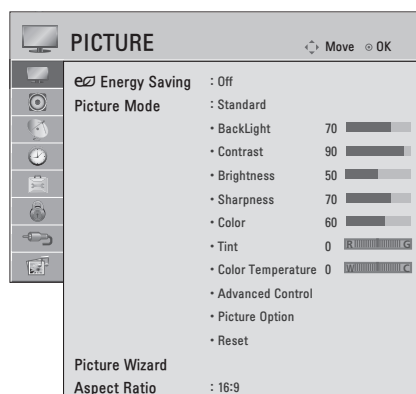 PICTURE Move OK
Energy Saving : Off
Picture Mode : Standard
• BackLight 70
• Contrast 90
• Brightness 50
• Sharpness 70
• Color 60
• Tint 0 R G
• Color Temperature 0 W C
• Advanced Control
• Picture Option
• Reset
Picture Wizard
Aspect Ratio : 16:9